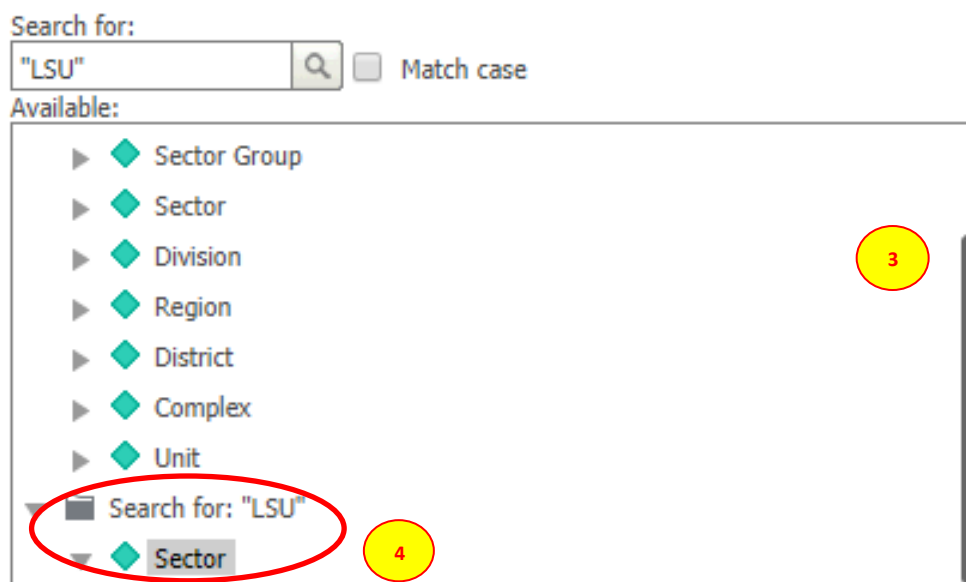 Search for:
"LSU"
Match case
Available:
Sector Group
Sector
Division
3
Region
District
Complex
Unit
Search for: "LSU"
Sector
4